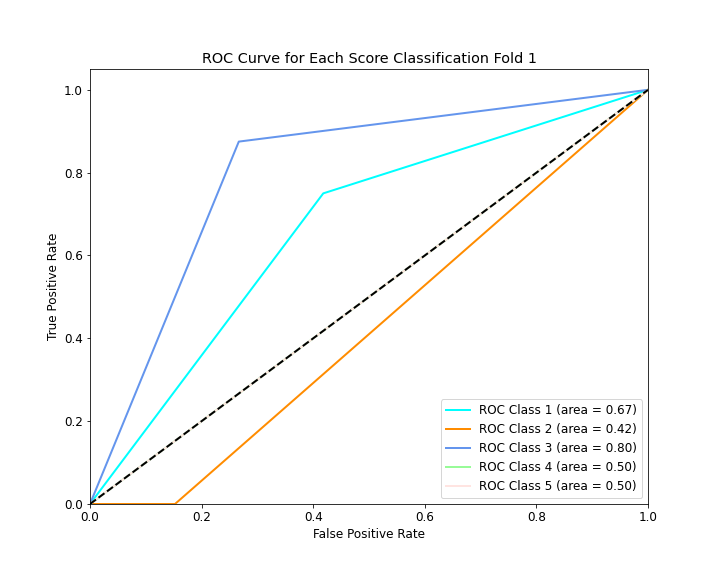 ROC Curve for Each Score Classification Fold 1
True Positive Rate
1.0
0.8
0.6
0.4
0.2
0.0
ROC Class 1 (area = 0.67)
ROC Class 2 (area = 0.42)
ROC Class 3 (area = 0.80)
ROC Class 4 (area = 0.50)
ROC Class 5 (area = 0.50)
0.0 0.2 0.4 0.6 0.8 1.0
False Positive Rate